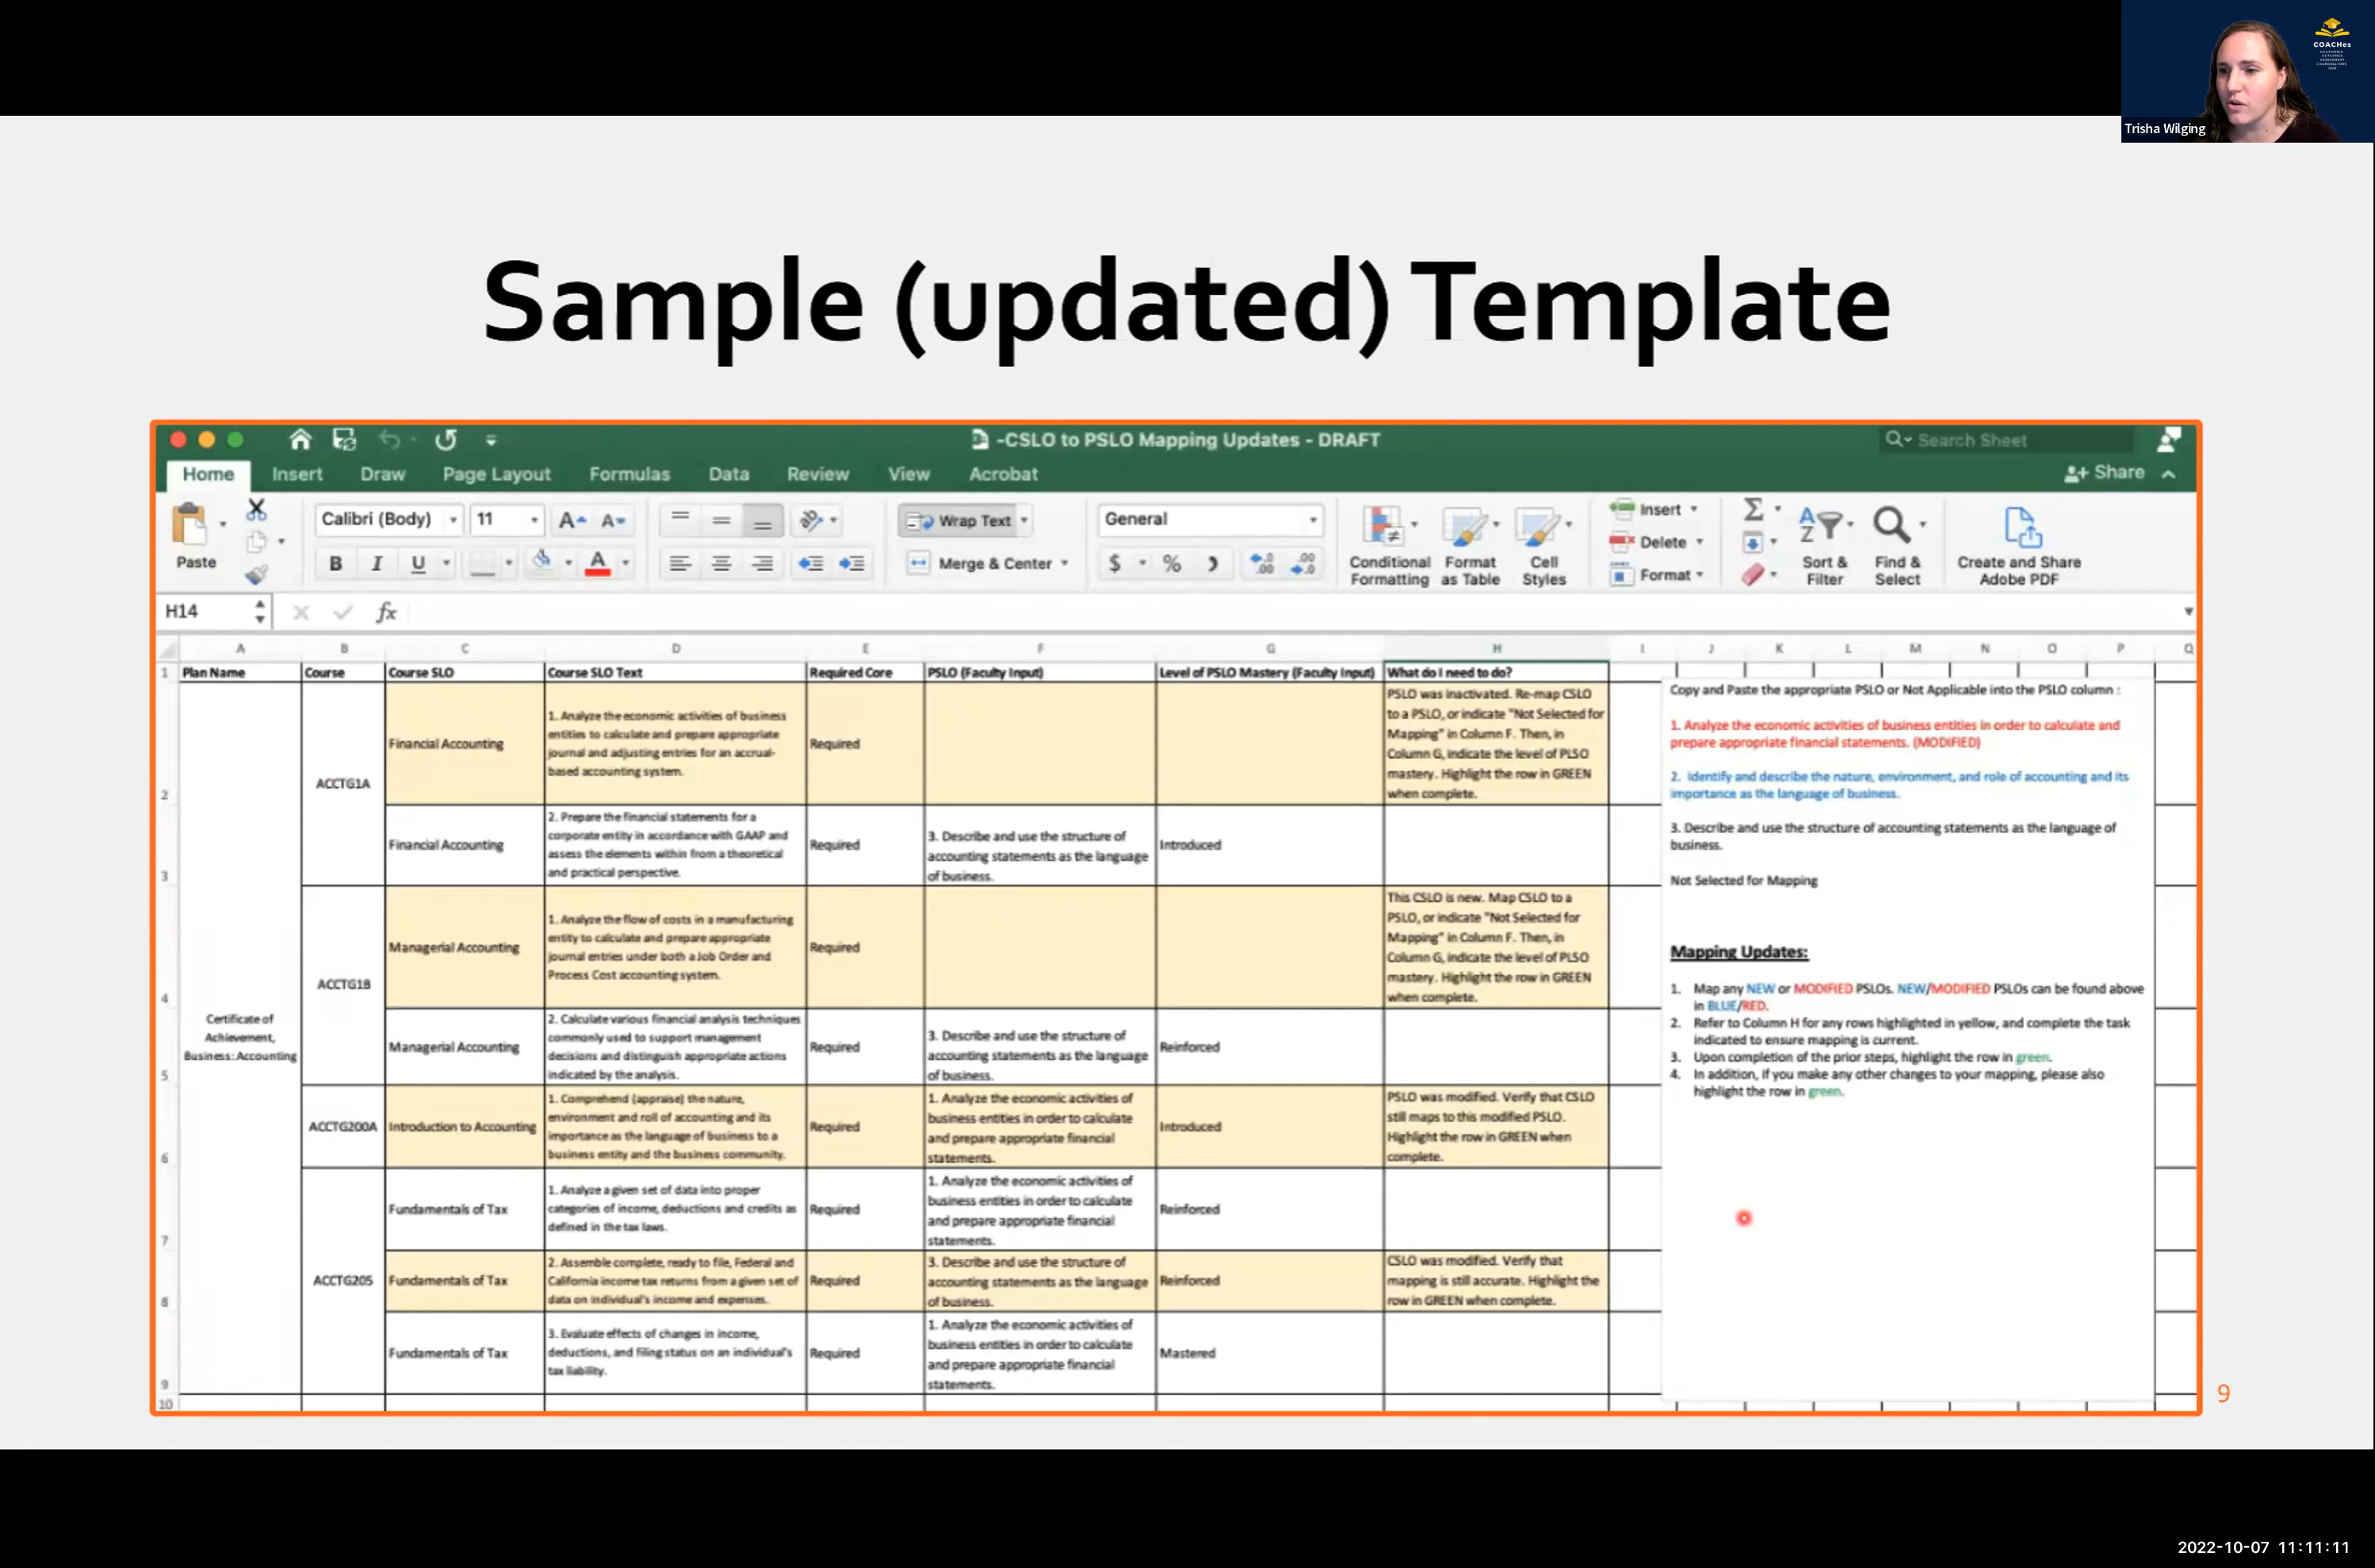 COACHes
Trisha Wilging
Sample (updated) Template
-CSLO to PSLO Mapping Updates - DRAFT
Search Sheet
Home Insert Draw Page Layout Formulas Data Review View Acrobat
Share
Paste
Calibri (Body) 11
Wrap Text
General
Merge & Center
Conditional
Formatting
Format
as Table
Cell
Styles
Insert
Delete
Format
Sort &
Filter
Find &
Select
Create and Share
Adobe PDF
H14
fx
A B C D E F G H I J K L M N O P Q
1 Plan Name Course Course SLO Course SLO Text Required Core PSLO (Faculty Input) Level of PSLO Mastery (Faculty Input) What do I need to do?
2
Certificate of
Achievement,
Business: Accounting
ACCTG1A
Financial Accounting
1. Analyze the economic activities of business
entities to calculate and prepare appropriate
journal and adjusting entries for an accrual-
based accounting system.
Required
PSLO was inactivated. Re-map CSLO
to a PSLO, or indicate "Not Selected for
Mapping" in Column F. Then, in
Column G, indicate the level of PLSO
mastery. Highlight the row in GREEN
when complete.
3
Financial Accounting
2. Prepare the financial statements for a
corporate entity in accordance with GAAP and
assess the elements within from a theoretical
and practical perspective.
Required
3. Describe and use the structure of
accounting statements as the language
of business.
Introduced
4
ACCTG1B
Managerial Accounting
1. Analyze the flow of costs in a manufacturing
entity to calculate and prepare appropriate
journal entries under both a Job Order and
Process Cost accounting system.
Required
This CSLO is new. Map CSLO to a
PSLO, or indicate "Not Selected for
Mapping" in Column F. Then, in
Column G, indicate the level of PLSO
mastery. Highlight the row in GREEN
when complete.
5
Managerial Accounting
2. Calculate various financial analysis techniques
commonly used to support management
decisions and distinguish appropriate actions
indicated by the analysis.
Required
3. Describe and use the structure of
accounting statements as the language
of business.
Reinforced
6
ACCTG200A
Introduction to Accounting
1. Comprehend (appraise) the nature,
environment and roll of accounting and its
importance as the language of business to a
business entity and the business community.
Required
1. Analyze the economic activities of
business entities in order to calculate
and prepare appropriate financial
statements.
Introduced
PSLO was modified. Verify that CSLO
still maps to this modified PSLO.
Highlight the row in GREEN when
complete.
7
ACCTG205
Fundamentals of Tax
1. Analyze a given set of data into proper
categories of income, deductions and credits as
defined in the tax laws.
Required
1. Analyze the economic activities of
business entities in order to calculate
and prepare appropriate financial
statements.
Reinforced
8
Fundamentals of Tax
2. Assemble complete, ready to file, Federal and
California income tax returns from a given set of
data on individual's income and expenses.
Required
3. Describe and use the structure of
accounting statements as the language
of business.
Reinforced
CSLO was modified. Verify that
mapping is still accurate. Highlight the
row in GREEN when complete.
9
Fundamentals of Tax
3. Evaluate effects of changes in income,
deductions, and filing status on an individual's
tax liability.
Required
1. Analyze the economic activities of
business entities in order to calculate
and prepare appropriate financial
statements.
Mastered
10
Copy and Paste the appropriate PSLO or Not Applicable into the PSLO column :
1. Analyze the economic activities of business entities in order to calculate and
prepare appropriate financial statements. (MODIFIED)
2. Identify and describe the nature, environment, and role of accounting and its
importance as the language of business.
3. Describe and use the structure of accounting statements as the language of
business.
Not Selected for Mapping
Mapping Updates:
1. Map any NEW or MODIFIED PSLOs. NEW/MODIFIED PSLOs can be found above
in BLUE/RED.
2. Refer to Column H for any rows highlighted in yellow, and complete the task
indicated to ensure mapping is current.
3. Upon completion of the prior steps, highlight the row in green.
4. In addition, if you make any other changes to your mapping, please also
highlight the row in green.
9
2022-10-07 11:11:11